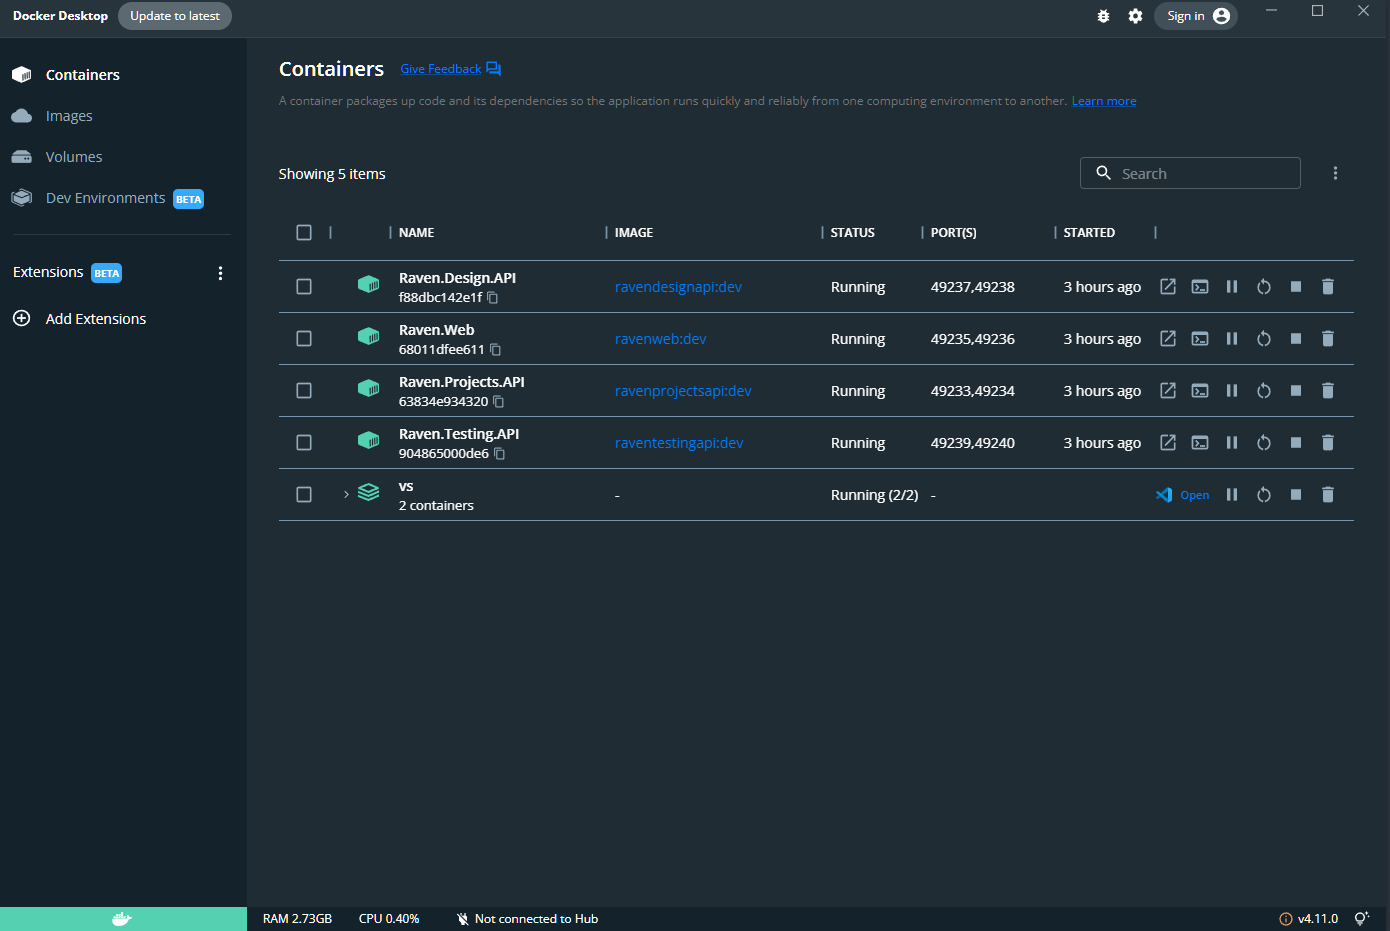 Docker Desktop Update to latest Sign in
Containers
Images
Volumes
Dev Environments BETA
Extensions BETA
Add Extensions
Containers Give Feedback
A container packages up code and its dependencies so the application runs quickly and reliably from one computing environment to another. Learn more
Showing 5 items Search
NAME IMAGE STATUS PORT(S) STARTED
Raven.Design.API
f88dbc142e1f ravendesignapi:dev Running 49237,49238 3 hours ago
Raven.Web
68011dfee611 ravenweb:dev Running 49235,49236 3 hours ago
Raven.Projects.API
63834e934320 ravenprojectsapi:dev Running 49233,49234 3 hours ago
Raven.Testing.API
904865000de6 raventestingapi:dev Running 49239,49240 3 hours ago
vs
2 containers - Running (2/2) - Open
RAM 2.73GB CPU 0.40% Not connected to Hub v4.11.0